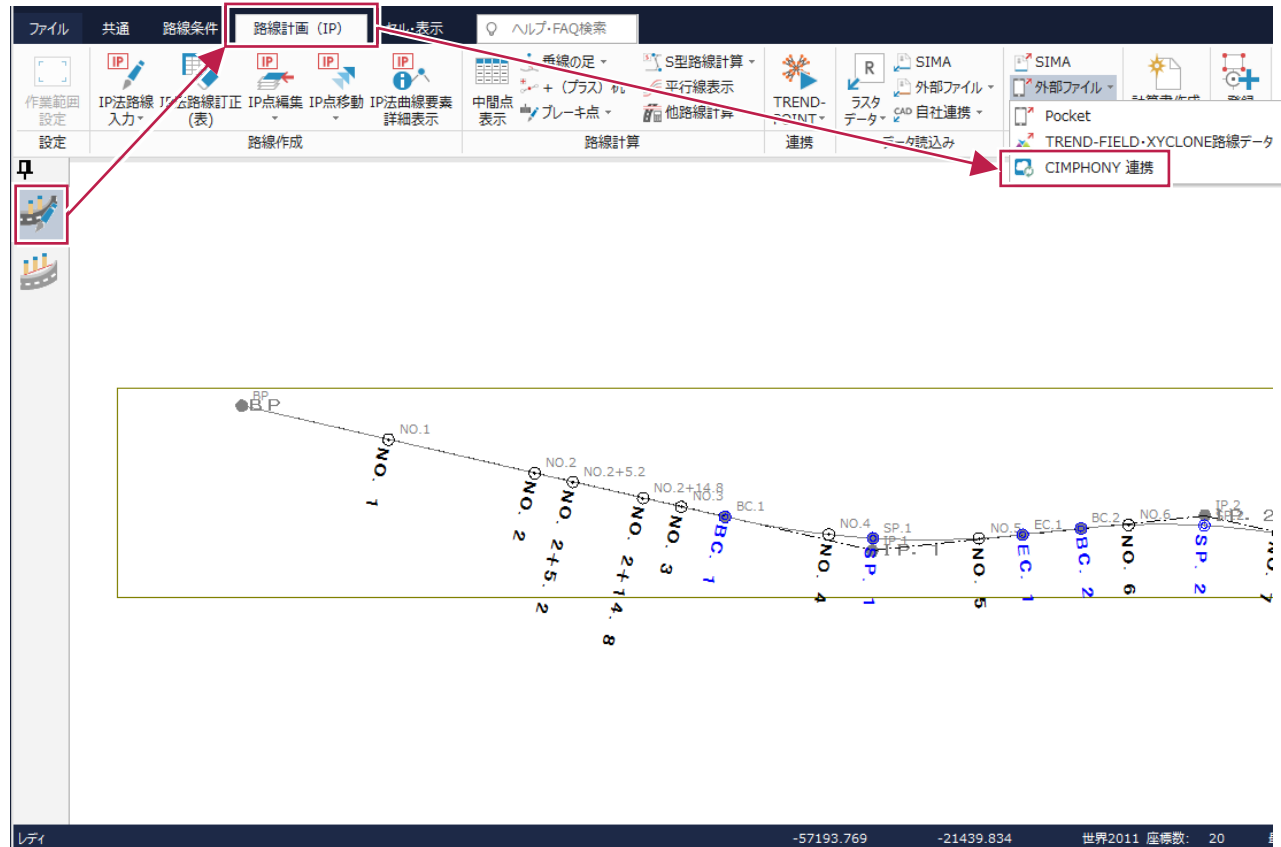 ファイル 共通 路線条件 路線計画 (IP) セル・表示 ヘルプ・FAQ検索
作業範囲設定
IP法路線入力
IP法路線訂正(表)
IP点編集
IP点移動
IP法曲線要素詳細表示
中間点表示
垂線の足
+ (プラス) 杭
ブレーキ点
S型路線計算
平行線表示
他路線計算
TREND-POINT
ラスタデータ
SIMA
外部ファイル
自社連携
SIMA
外部ファイル
計算書作成
登録
設定 路線作成 路線計算 連携 データ読込み
Pocket
TREND-FIELD・XYCLONE路線データ
CIMPHONY 連携
BP
BP
NO.1
NO. 1
NO.2
NO. 2
NO.2+5.2
NO. 2+5. 2
NO.2+14.8
NO. 2+14. 8
NO.3
NO. 3
BC.1
BC. 1
NO.4
NO. 4
SP.1
SP. 1
IP.1
IP. 1
NO.5
NO. 5
EC.1
EC. 1
BC.2
BC. 2
NO.6
NO. 6
IP.2
IP. 2
SP. 2
NO. 7
レディ -57193.769 -21439.834 世界2011 座標数: 20